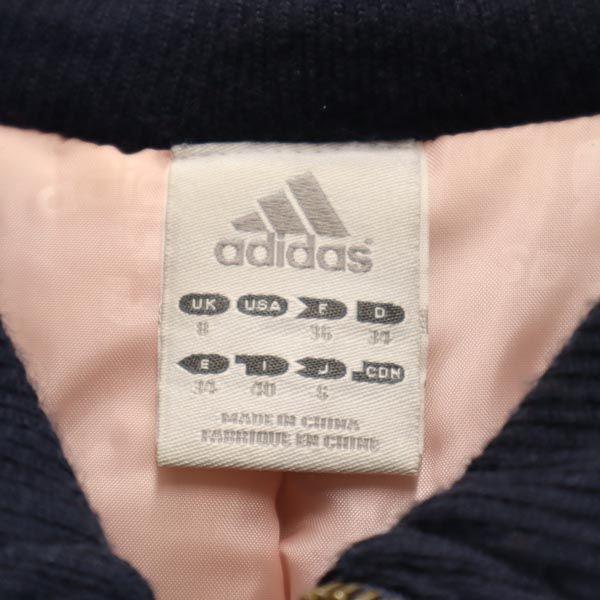 adidas
UK USA F D
8 36 34
E I J CDN
34 40 S
MADE IN CHINA
FABRIQUE EN CHINE